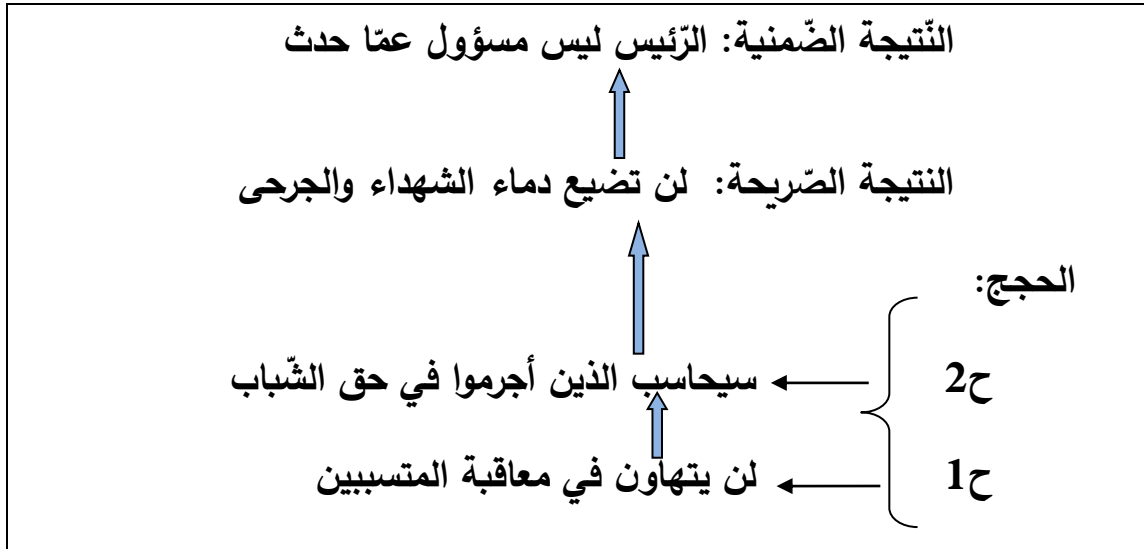 النّتيجة الضّمنية: الرّئيس ليس مسؤول عمّا حدث
النتيجة الصّريحة: لن تضيع دماء الشهداء والجرحى
الحجج:
ح2 سيحاسب الذين أجرموا في حق الشّباب
ح1 لن يتهاون في معاقبة المتسببين